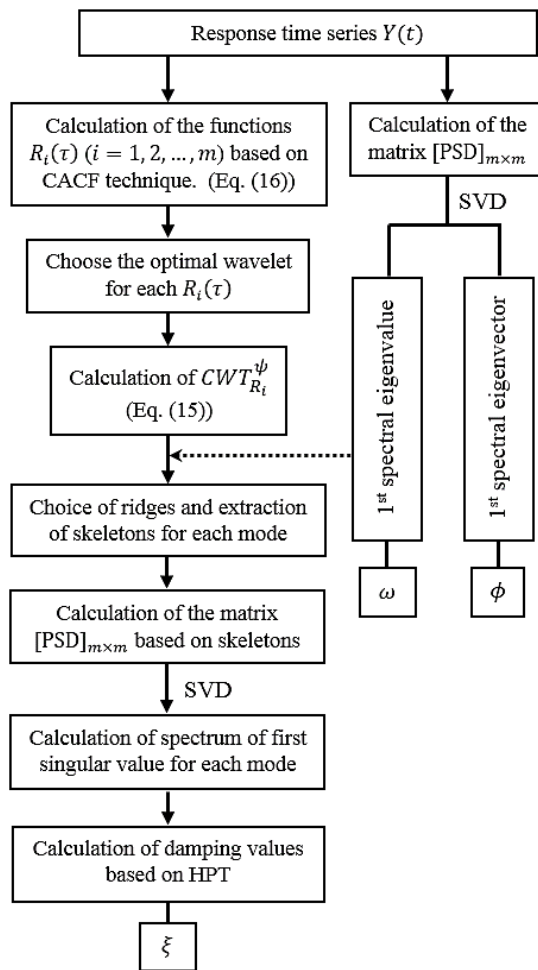 Response time series Y(t)
Calculation of the functions
R_i(τ) (i = 1, 2, …, m) based on
CACF technique. (Eq. (16))
Choose the optimal wavelet
for each R_i(τ)
Calculation of CWT_{R_i}^ψ
(Eq. (15))
Choice of ridges and extraction
of skeletons for each mode
Calculation of the matrix
[PSD]_{m×m} based on skeletons
SVD
Calculation of spectrum of first
singular value for each mode
Calculation of damping values
based on HPT
ξ
Calculation of the
matrix [PSD]_{m×m}
SVD
1st spectral eigenvalue
1st spectral eigenvector
ω
ϕ